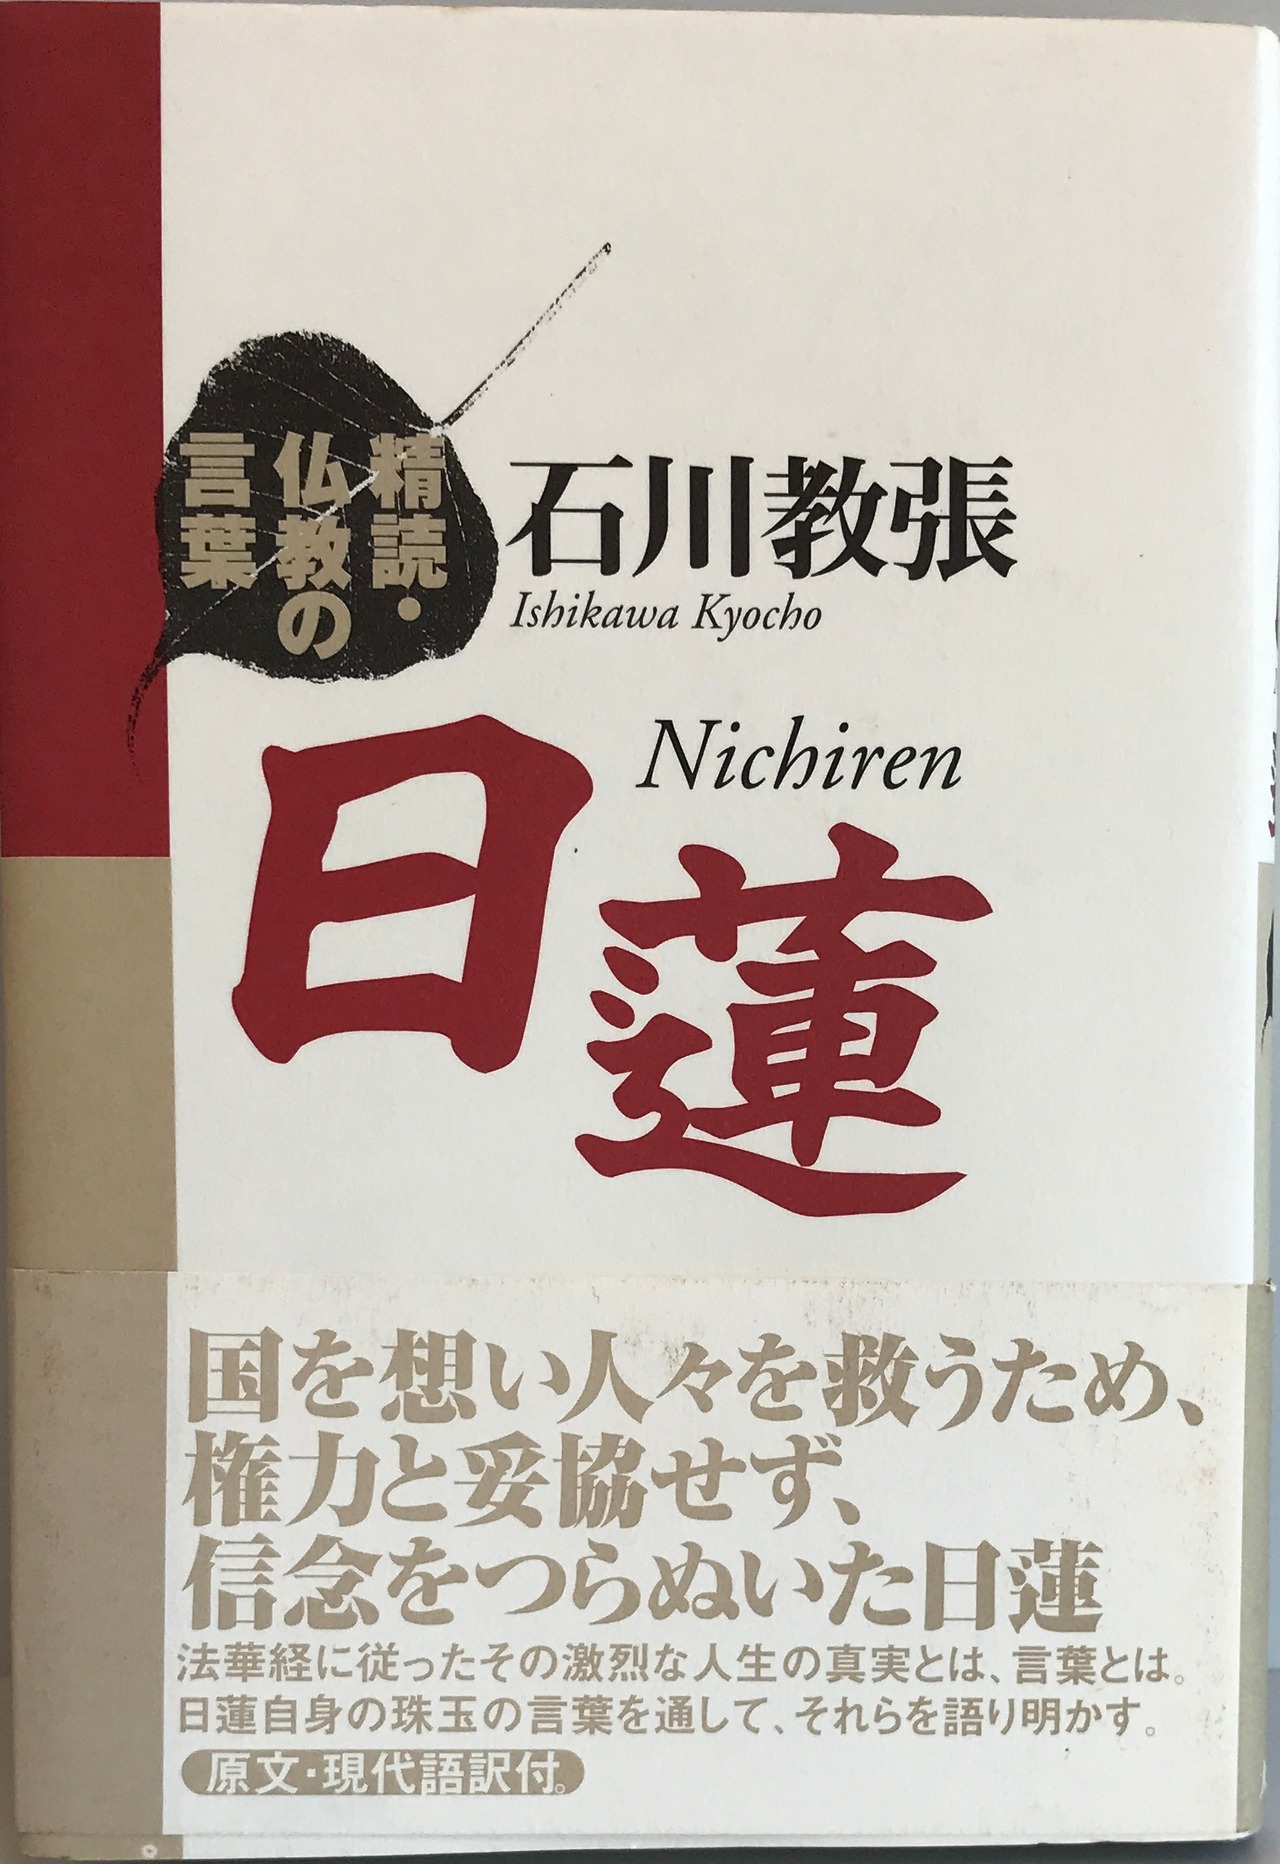 精読・
仏教の
言葉
石川教張
Ishikawa Kyocho
Nichiren
日蓮
国を想い人々を救うため、
権力と妥協せず、
信念をつらぬいた日蓮
法華経に従ったその激烈な人生の真実とは、言葉とは。
日蓮自身の珠玉の言葉を通して、それらを語り明かす。
原文・現代語訳付。